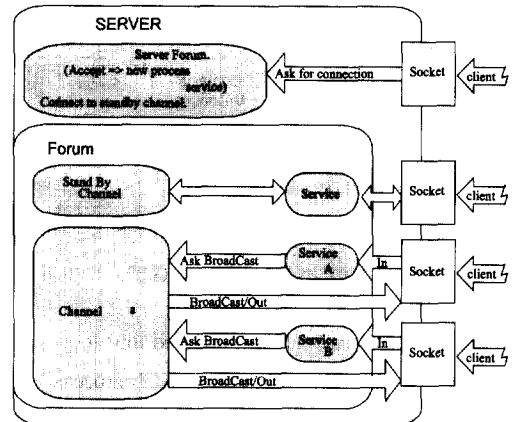 SERVER
Server Forum.
(Accept => new process
service)
Connect to standby channel.
Ask for connection
Socket
client
Forum
Stand By
Channel
Service
Socket
client
Ask BroadCast
Service
A
In
Socket
client
BroadCast/Out
Channel
Ask BroadCast
Service
B
In
Socket
client
BroadCast/Out